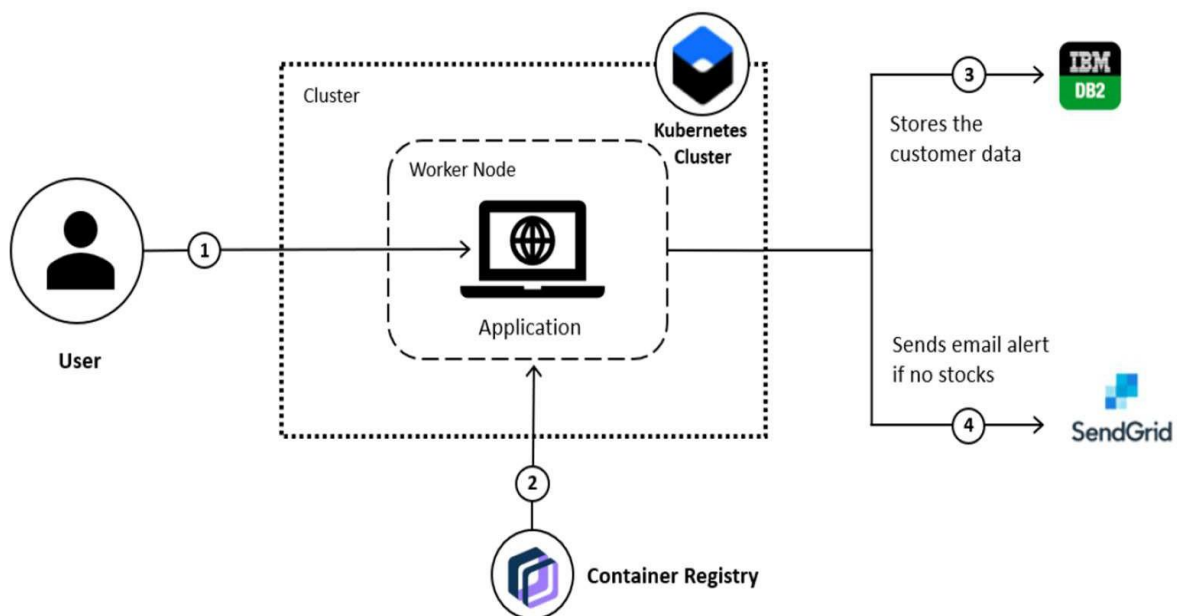 Cluster
Kubernetes
Cluster
3
IBM
DB2
Stores the
customer data
Worker Node
1
Application
User
Sends email alert
if no stocks
4
SendGrid
2
Container Registry